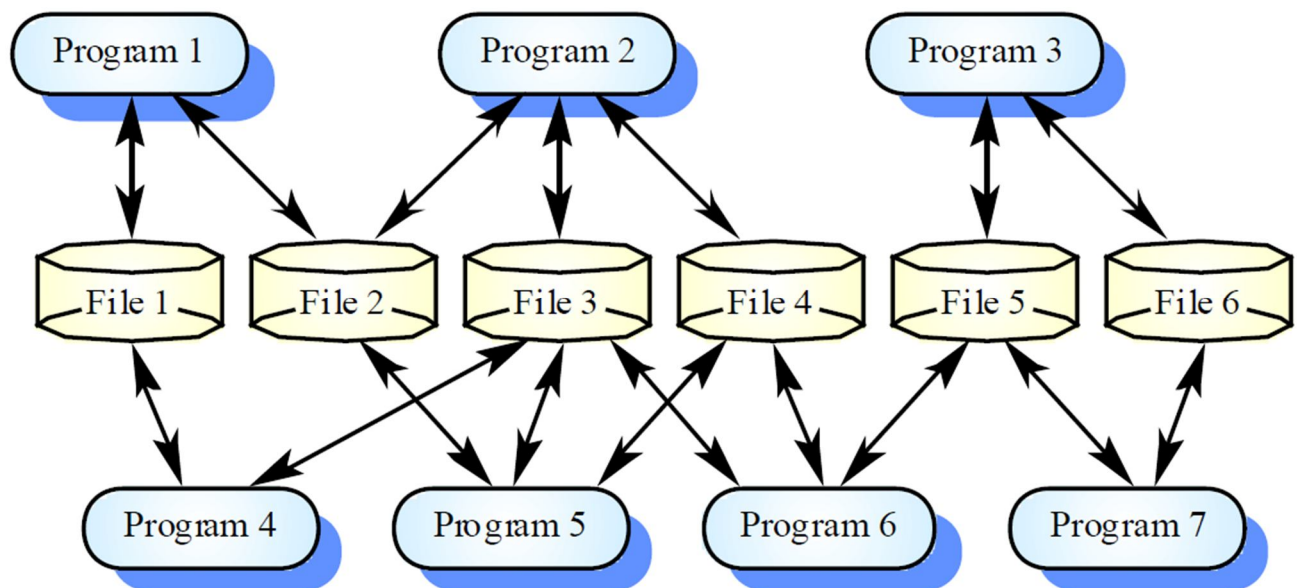 Program 1
Program 2
Program 3
File 1
File 2
File 3
File 4
File 5
File 6
Program 4
Program 5
Program 6
Program 7